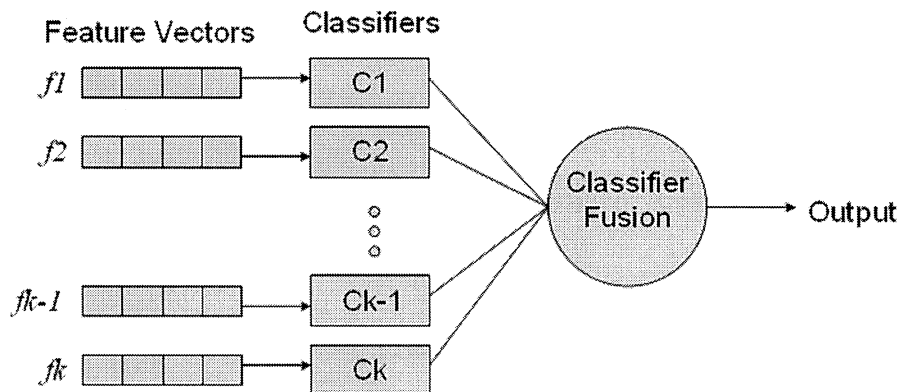 Feature Vectors
Classifiers
f1
C1
f2
C2
Classifier
Fusion
Output
fk-1
Ck-1
fk
Ck